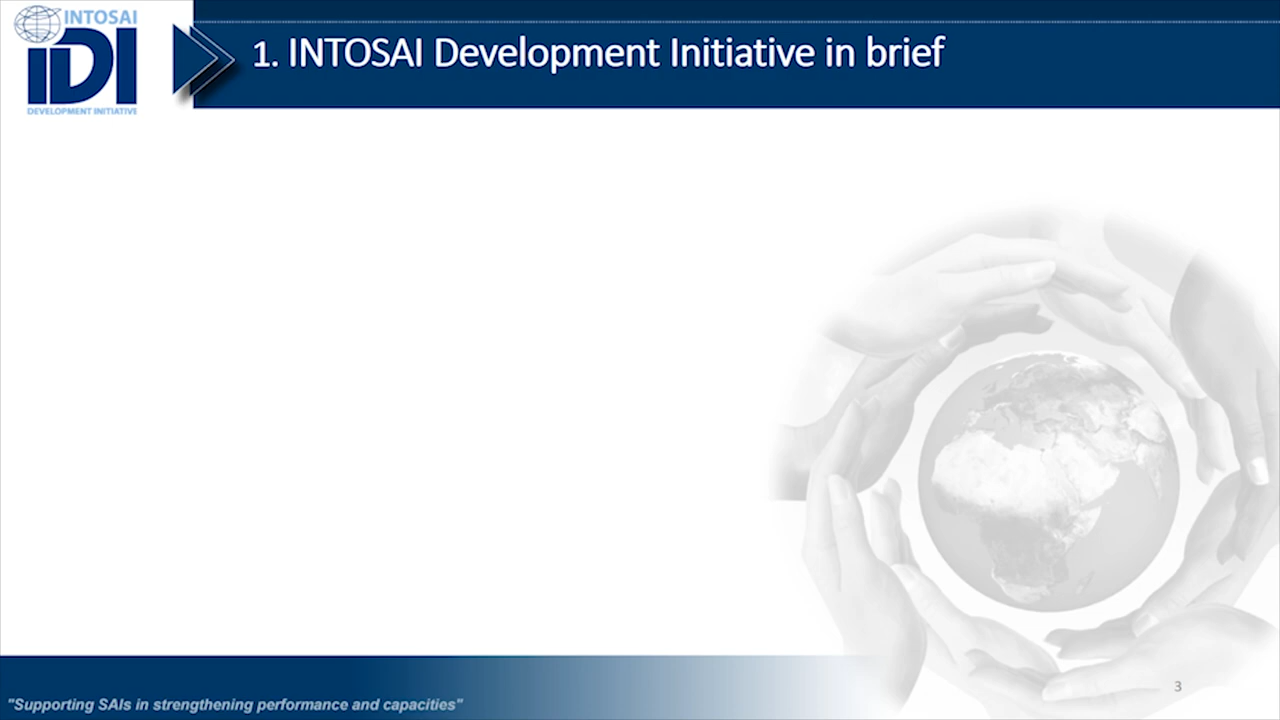 INTOSAI
IDI
DEVELOPMENT INITIATIVE
1. INTOSAI Development Initiative in brief
"Supporting SAIs in strengthening performance and capacities"
3